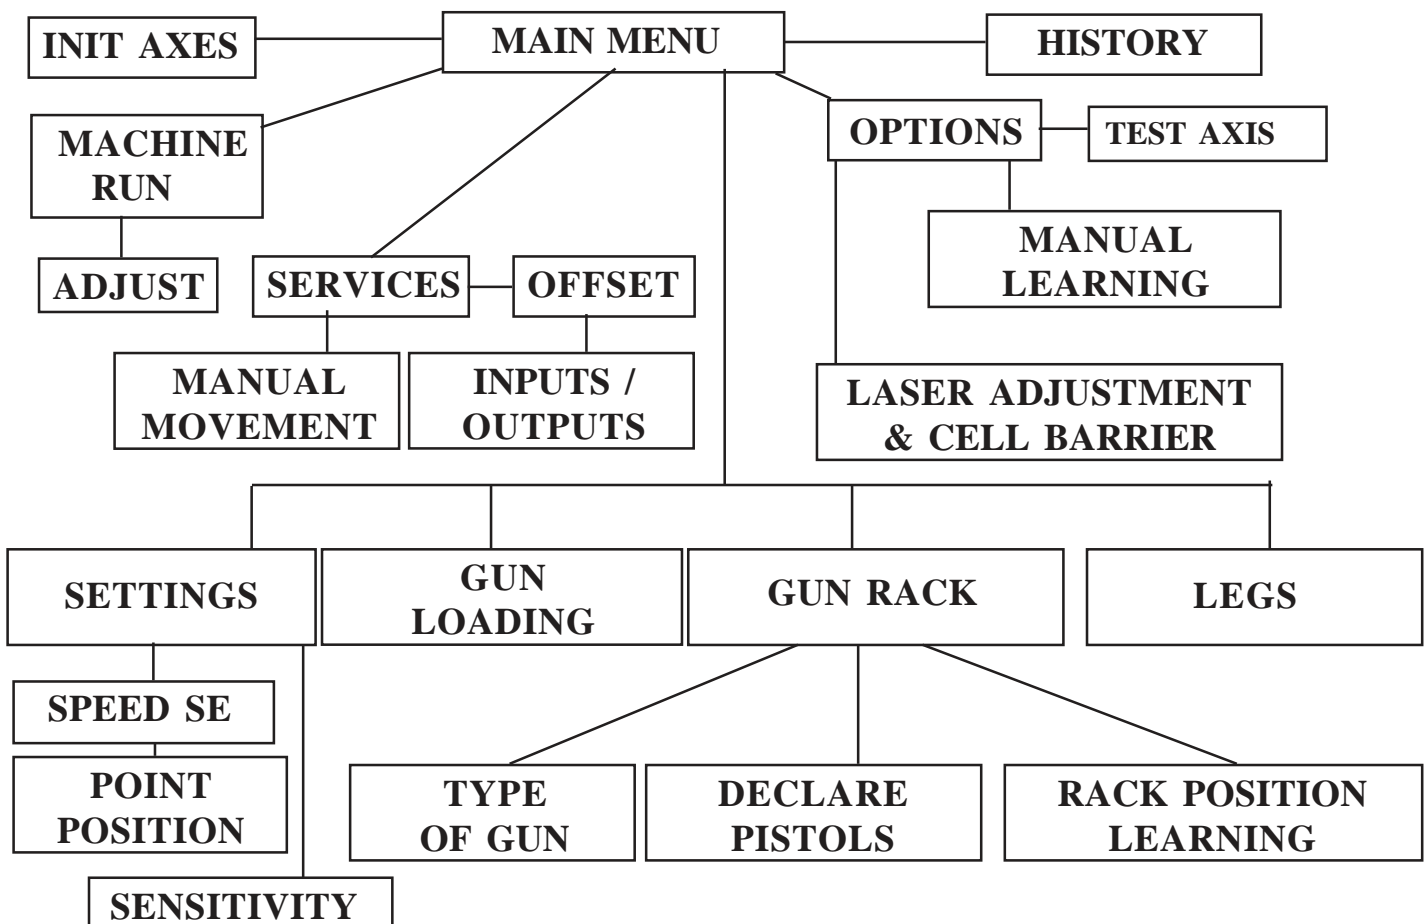 INIT AXES
MAIN MENU
HISTORY
MACHINE
RUN
OPTIONS
TEST AXIS
MANUAL
LEARNING
ADJUST
SERVICES
OFFSET
MANUAL
MOVEMENT
INPUTS /
OUTPUTS
LASER ADJUSTMENT
& CELL BARRIER
SETTINGS
GUN
LOADING
GUN RACK
LEGS
SPEED SE
POINT
POSITION
TYPE
OF GUN
DECLARE
PISTOLS
RACK POSITION
LEARNING
SENSITIVITY